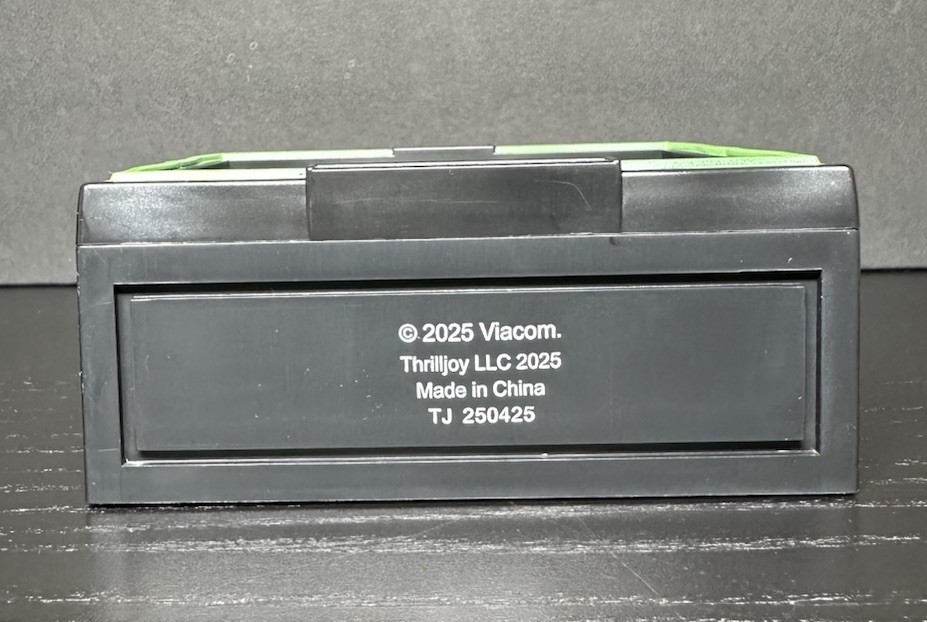 © 2025 Viacom.
Thrilljoy LLC 2025
Made in China
TJ 250425